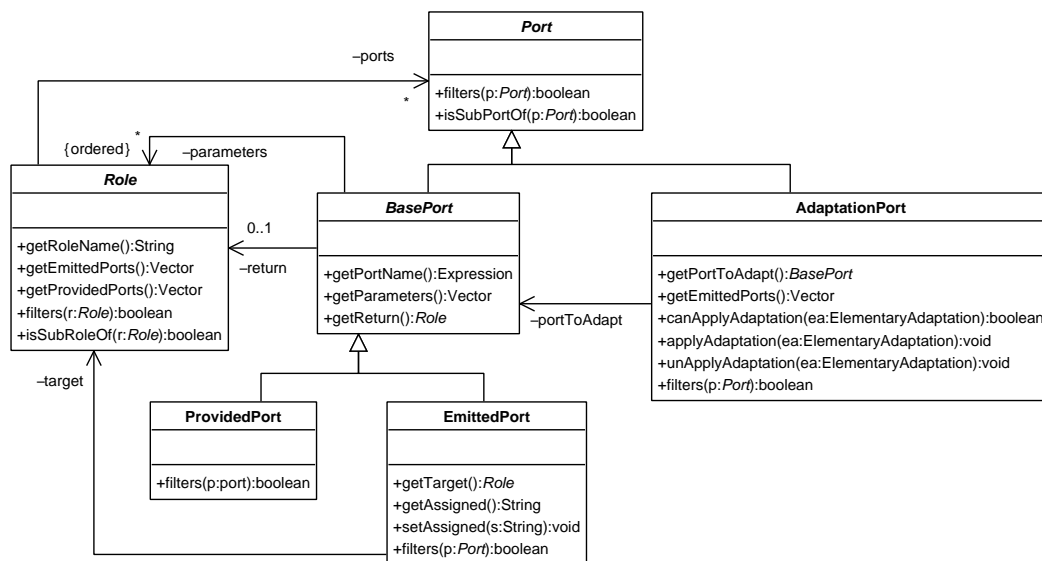 Port
–ports
*
+filters(p:Port):boolean
+isSubPortOf(p:Port):boolean
{ordered}
*
–parameters
Role
+getRoleName():String
+getEmittedPorts():Vector
+getProvidedPorts():Vector
+filters(r:Role):boolean
+isSubRoleOf(r:Role):boolean
0..1
–return
BasePort
+getPortName():Expression
+getParameters():Vector
+getReturn():Role
–portToAdapt
AdaptationPort
+getPortToAdapt():BasePort
+getEmittedPorts():Vector
+canApplyAdaptation(ea:ElementaryAdaptation):boolean
+applyAdaptation(ea:ElementaryAdaptation):void
+unApplyAdaptation(ea:ElementaryAdaptation):void
+filters(p:Port):boolean
–target
ProvidedPort
+filters(p:port):boolean
EmittedPort
+getTarget():Role
+getAssigned():String
+setAssigned(s:String):void
+filters(p:Port):boolean